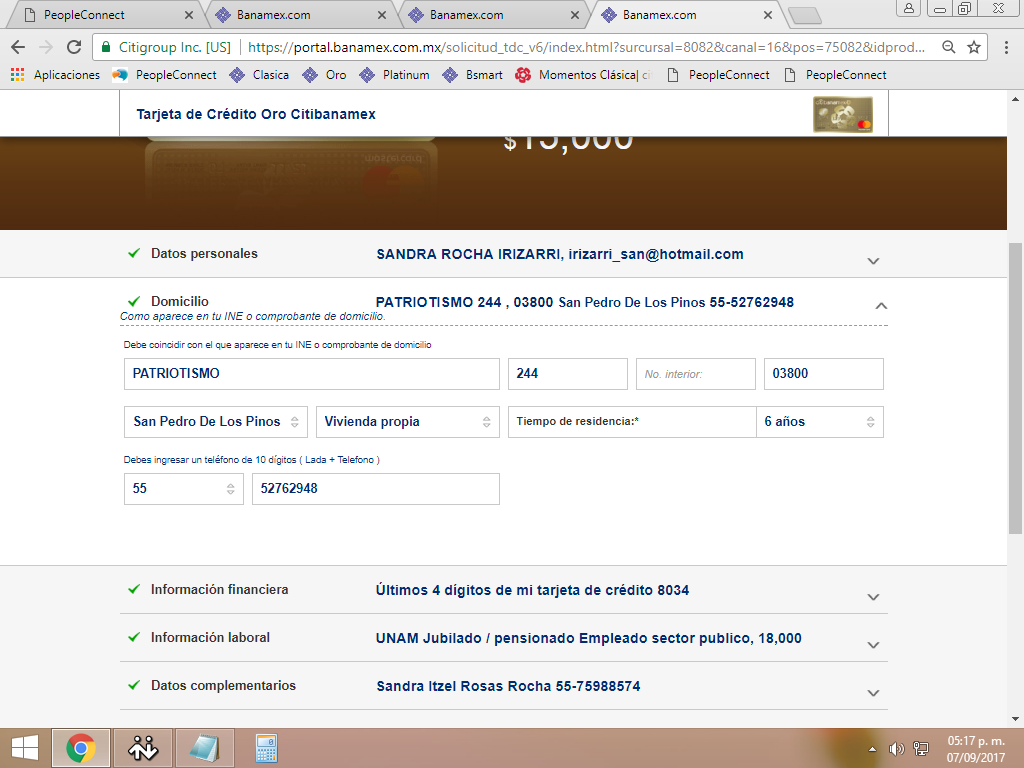 PeopleConnect
Banamex.com
Banamex.com
Banamex.com
Citigroup Inc. [US]
https://portal.banamex.com.mx/solicitud_tdc_v6/index.html?sucursal=8082&canal=16&pos=75082&idprod...
Aplicaciones
PeopleConnect
Clasica
Oro
Platinum
Bsmart
Momentos Clásica| ci
PeopleConnect
PeopleConnect
Tarjeta de Crédito Oro Citibanamex
$15,000
Datos personales
SANDRA ROCHA IRIZARRI, irizarri_san@hotmail.com
Domicilio
PATRIOTISMO 244 , 03800 San Pedro De Los Pinos 55-52762948
Como aparece en tu INE o comprobante de domicilio.
Debe coincidir con el que aparece en tu INE o comprobante de domicilio
PATRIOTISMO
244
No. interior:
03800
San Pedro De Los Pinos
Vivienda propia
Tiempo de residencia:*
6 años
Debes ingresar un teléfono de 10 dígitos ( Lada + Telefono )
55
52762948
Información financiera
Últimos 4 dígitos de mi tarjeta de crédito 8034
Información laboral
UNAM Jubilado / pensionado Empleado sector publico, 18,000
Datos complementarios
Sandra Itzel Rosas Rocha 55-75988574
05:17 p. m.
07/09/2017